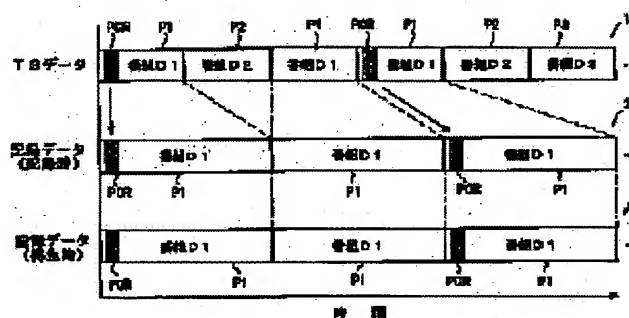 PCR P1 P2 P1 PCR P1 P2 P3
TSデータ 番組D1 番組D2 番組D1 番組D1 番組D2 番組D3
記録データ 番組D1 番組D1 番組D1
(記録時)
PCR P1 P1 PCR P1
記録データ 番組D1 番組D1 番組D1
(再生時)
PCR P1 P1 PCR P1
時間